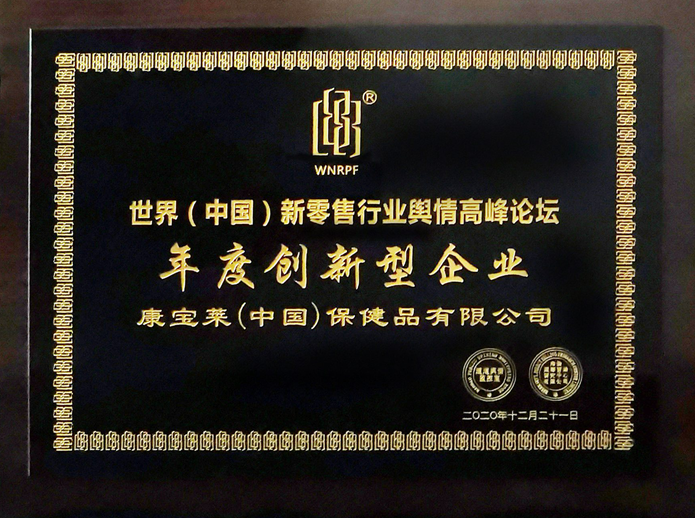 ®
WNRPF
世界（中国）新零售行业舆情高峰论坛
年度创新型企业
康宝莱(中国)保健品有限公司
二〇二〇年十二月二十一日